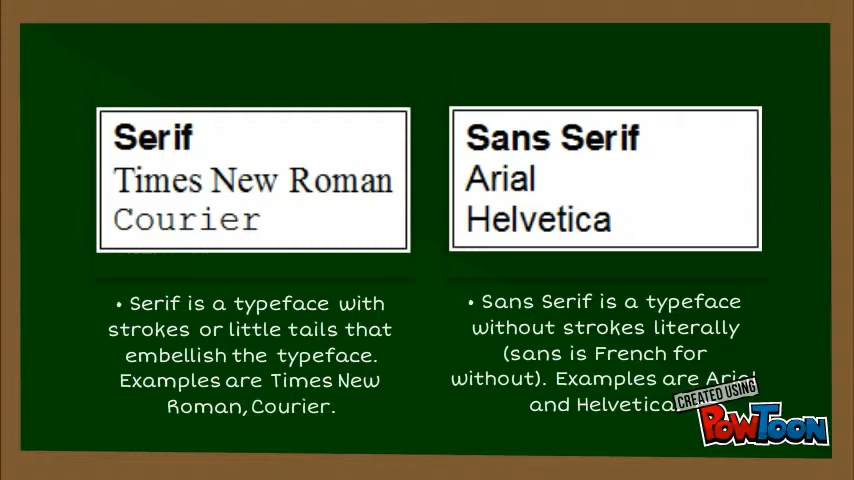 Serif
Times New Roman
Courier
Sans Serif
Arial
Helvetica
• Serif is a typeface with
strokes or little tails that
embellish the typeface.
Examples are Times New
Roman, Courier.
• Sans Serif is a typeface
without strokes literally
(sans is French for
without). Examples are Arial
and Helvetica
CREATED USING
POWTOON